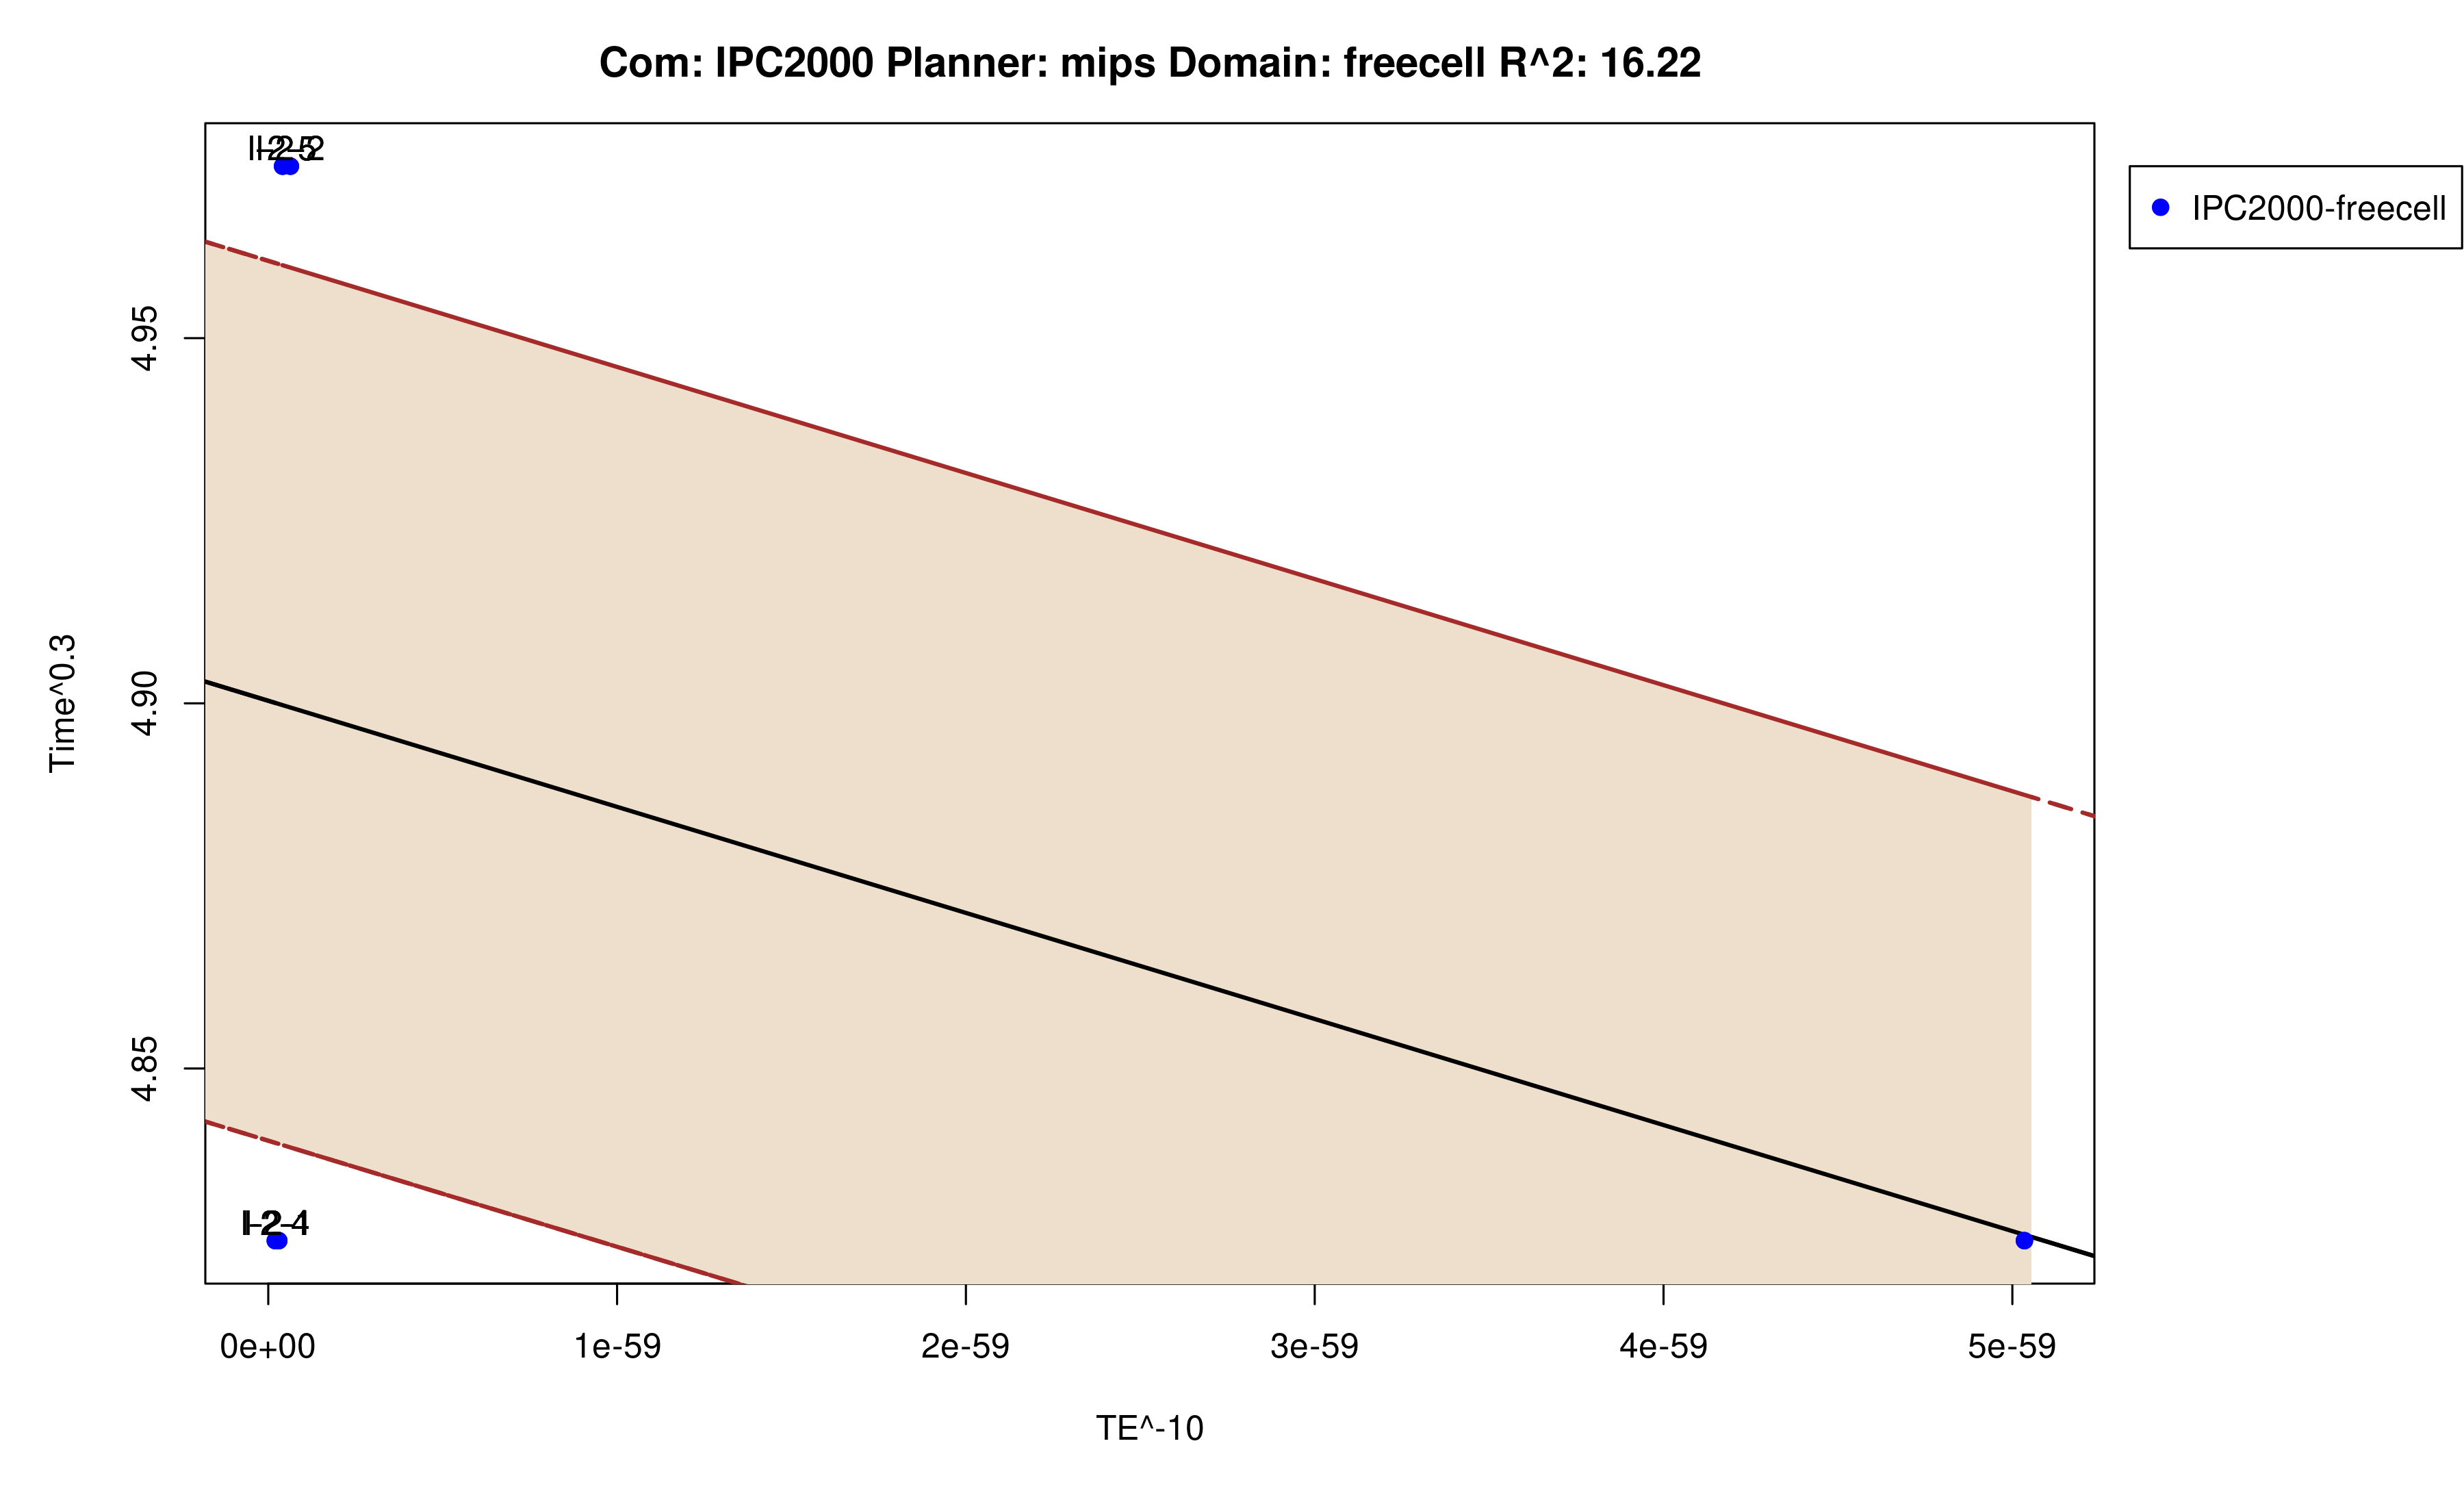 Com: IPC2000 Planner: mips Domain: freecell R^2: 16.22
IPC2000-freecell
4.95
4.90
4.85
Time^0.3
0e+00
1e-59
2e-59
3e-59
4e-59
5e-59
TE^-10